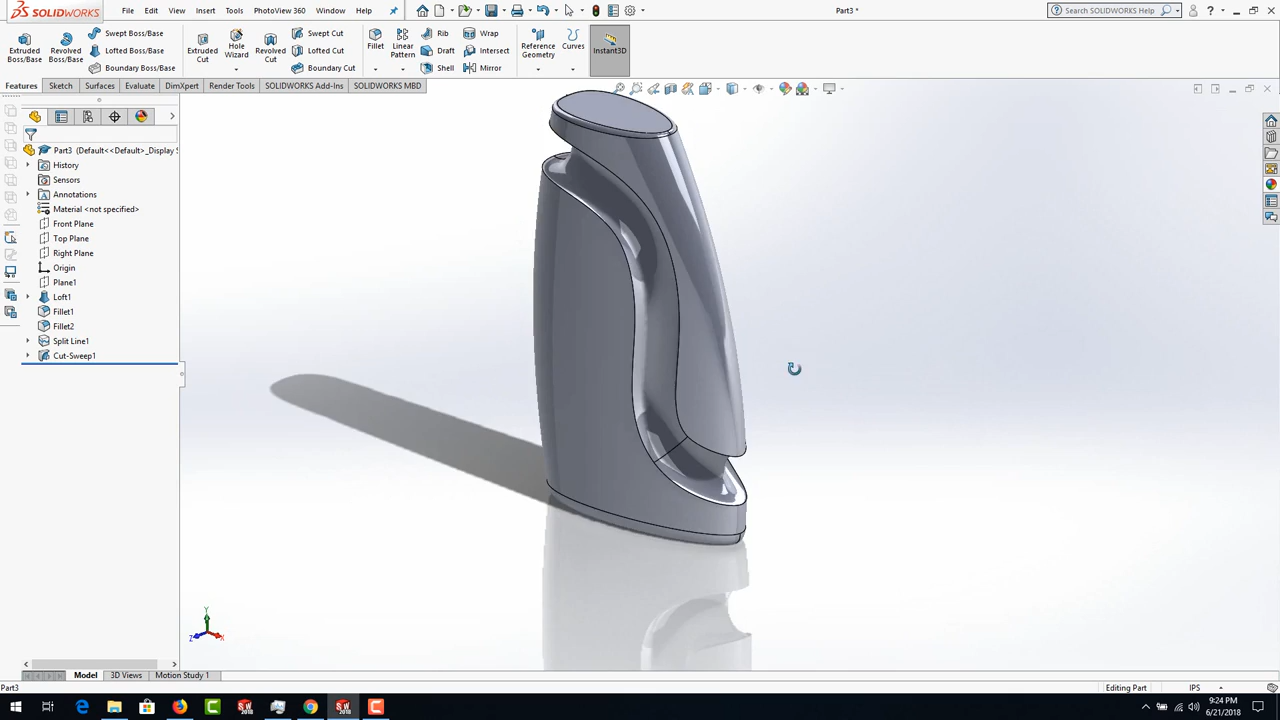 SOLIDWORKS
File Edit View Insert Tools PhotoView 360 Window Help
Part3 *
Search SOLIDWORKS Help
Extruded Boss/Base
Revolved Boss/Base
Swept Boss/Base
Lofted Boss/Base
Boundary Boss/Base
Extruded Cut
Hole Wizard
Revolved Cut
Swept Cut
Lofted Cut
Boundary Cut
Fillet
Linear Pattern
Rib
Draft
Shell
Wrap
Intersect
Mirror
Reference Geometry
Curves
Instant3D
Features Sketch Surfaces Evaluate DimXpert Render Tools SOLIDWORKS Add-Ins SOLIDWORKS MBD
Part3 (Default<<Default>_Display S
History
Sensors
Annotations
Material <not specified>
Front Plane
Top Plane
Right Plane
Origin
Plane1
Loft1
Fillet1
Fillet2
Split Line1
Cut-Sweep1
Y
Z
X
Model 3D Views Motion Study 1
Part3
Editing Part
IPS
SW
2018
SW
2018
9:24 PM
6/21/2018